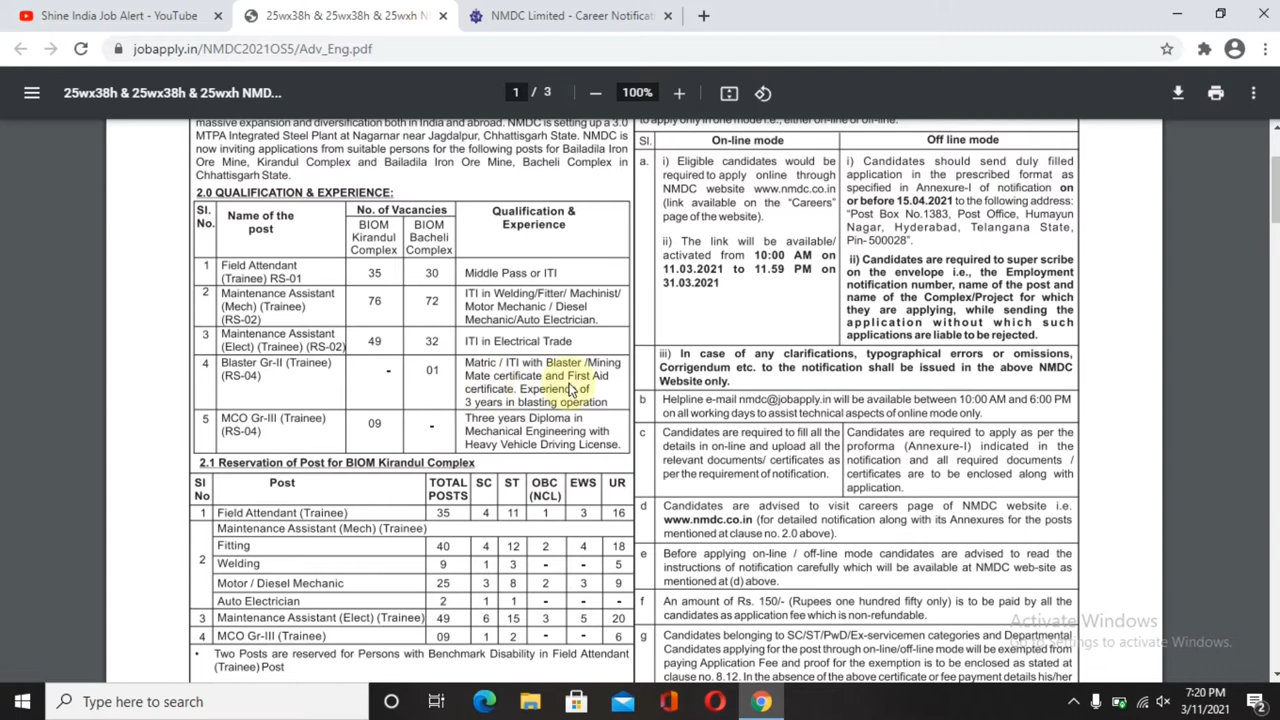 Shine India Job Alert - YouTube
25wx38h & 25wx38h & 25wxh N
NMDC Limited - Career Notificat
jobapply.in/NMDC2021OS5/Adv_Eng.pdf
25wx38h & 25wx38h & 25wxh NMD...
1 / 3
100%
massive expansion and diversification both in India and abroad. NMDC is setting up a 3.0
MTPA Integrated Steel Plant at Nagarnar near Jagdalpur, Chhattisgarh State. NMDC is
now inviting applications from suitable persons for the following posts for Bailadila Iron
Ore Mine, Kirandul Complex and Bailadila Iron Ore Mine, Bacheli Complex in
Chhattisgarh State.
2.0 QUALIFICATION & EXPERIENCE:
Sl. No. Name of the post No. of Vacancies Qualification & Experience
BIOM Kirandul Complex BIOM Bacheli Complex
1 Field Attendant (Trainee) RS-01 35 30 Middle Pass or ITI
2 Maintenance Assistant (Mech) (Trainee) (RS-02) 76 72 ITI in Welding/Fitter/ Machinist/ Motor Mechanic / Diesel Mechanic/Auto Electrician.
3 Maintenance Assistant (Elect) (Trainee) (RS-02) 49 32 ITI in Electrical Trade
4 Blaster Gr-II (Trainee) (RS-04) - 01 Matric / ITI with Blaster /Mining Mate certificate and First Aid certificate. Experience of 3 years in blasting operation
5 MCO Gr-III (Trainee) (RS-04) 09 - Three years Diploma in Mechanical Engineering with Heavy Vehicle Driving License.
2.1 Reservation of Post for BIOM Kirandul Complex
Sl No Post TOTAL POSTS SC ST OBC (NCL) EWS UR
1 Field Attendant (Trainee) 35 4 11 1 3 16
2 Maintenance Assistant (Mech) (Trainee)
Fitting 40 4 12 2 4 18
Welding 9 1 3 - - 5
Motor / Diesel Mechanic 25 3 8 2 3 9
Auto Electrician 2 1 1 - - -
3 Maintenance Assistant (Elect) (Trainee) 49 6 15 3 5 20
4 MCO Gr-III (Trainee) 09 1 2 - - 6
• Two Posts are reserved for Persons with Benchmark Disability in Field Attendant
(Trainee) Post
to apply only in one mode i.e., either on-line or off-line.
Sl. On-line mode Off line mode
a. i) Eligible candidates would be
required to apply online through
NMDC website www.nmdc.co.in
(link available on the “Careers”
page of the website).
ii) The link will be available/
activated from 10:00 AM on
11.03.2021 to 11.59 PM on
31.03.2021
i) Candidates should send duly filled
application in the prescribed format as
specified in Annexure-I of notification on
or before 15.04.2021 to the following address:
“Post Box No.1383, Post Office, Humayun
Nagar, Hyderabad, Telangana State,
Pin- 500028”.
ii) Candidates are required to super scribe
on the envelope i.e., the Employment
notification number, name of the post and
name of the Complex/Project for which
they are applying, while sending the
application without which such
applications are liable to be rejected.
iii) In case of any clarifications, typographical errors or omissions,
Corrigendum etc. to the notification shall be issued in the above NMDC
Website only.
b Helpline e-mail nmdc@jobapply.in will be available between 10:00 AM and 6:00 PM
on all working days to assist technical aspects of online mode only.
c Candidates are required to fill all the
details in on-line and upload all the
relevant documents/ certificates as
per the requirement of notification.
Candidates are required to apply as per the
proforma (Annexure-I) indicated in the
notification and all required documents /
certificates are to be enclosed along with
application.
d Candidates are advised to visit careers page of NMDC website i.e.
www.nmdc.co.in (for detailed notification along with its Annexures for the posts
mentioned at clause no. 2.0 above).
e Before applying on-line / off-line mode candidates are advised to read the
instructions of notification carefully which will be available at NMDC web-site as
mentioned at (d) above.
f An amount of Rs. 150/- (Rupees one hundred fifty only) is to be paid by all the
candidates as application fee which is non-refundable.
g Candidates belonging to SC/ST/PwD/Ex-servicemen categories and Departmental
Candidates applying for the post through on-line/off-line mode will be exempted from
paying Application Fee and proof for the exemption is to be enclosed as stated at
clause no. 8.12. In the absence of the above certificate or fee payment details his/her
Activate Windows
settings to activate Windows.
Type here to search
7:20 PM
3/11/2021
2